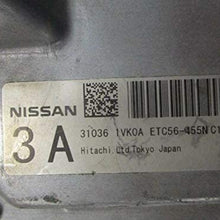 NISSAN
3A
31036 1VK0A ETC56-455N C1
Hitachi Ltd.Tokyo Japan